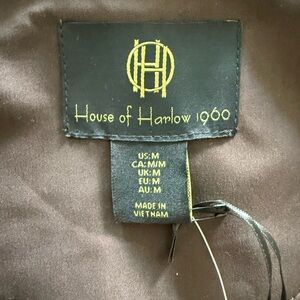 H
House of Harlow 1960
US:M
CA:M/M
UK:M
EU:M
AU:M
MADE IN
VIETNAM